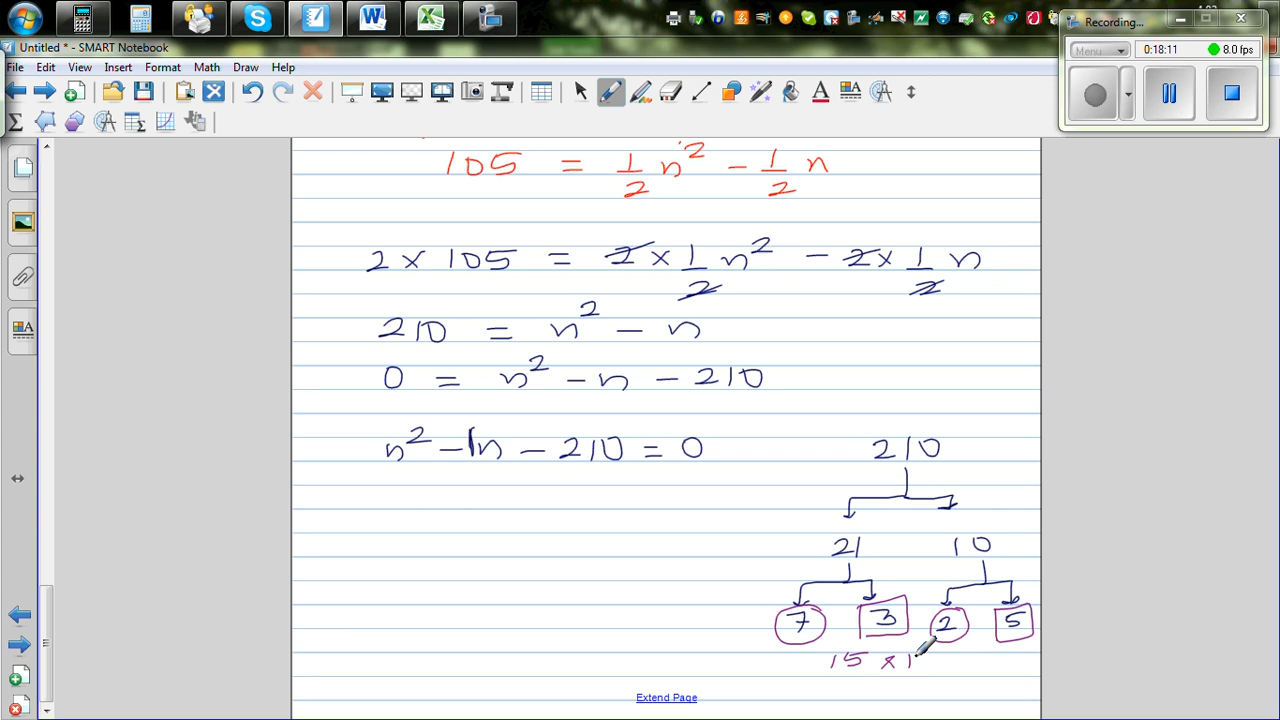 Untitled * - SMART Notebook
Recording...
Menu
0:18:11
8.0 fps
File Edit View Insert Format Math Draw Help
105 = 1/2 n² - 1/2 n
2 × 105 = 2 × 1/2 n² - 2 × 1/2 n
210 = n² - n
0 = n² - n - 210
n² - 1n - 210 = 0
210
21 10
7 3 2 5
15 × 1
Extend Page